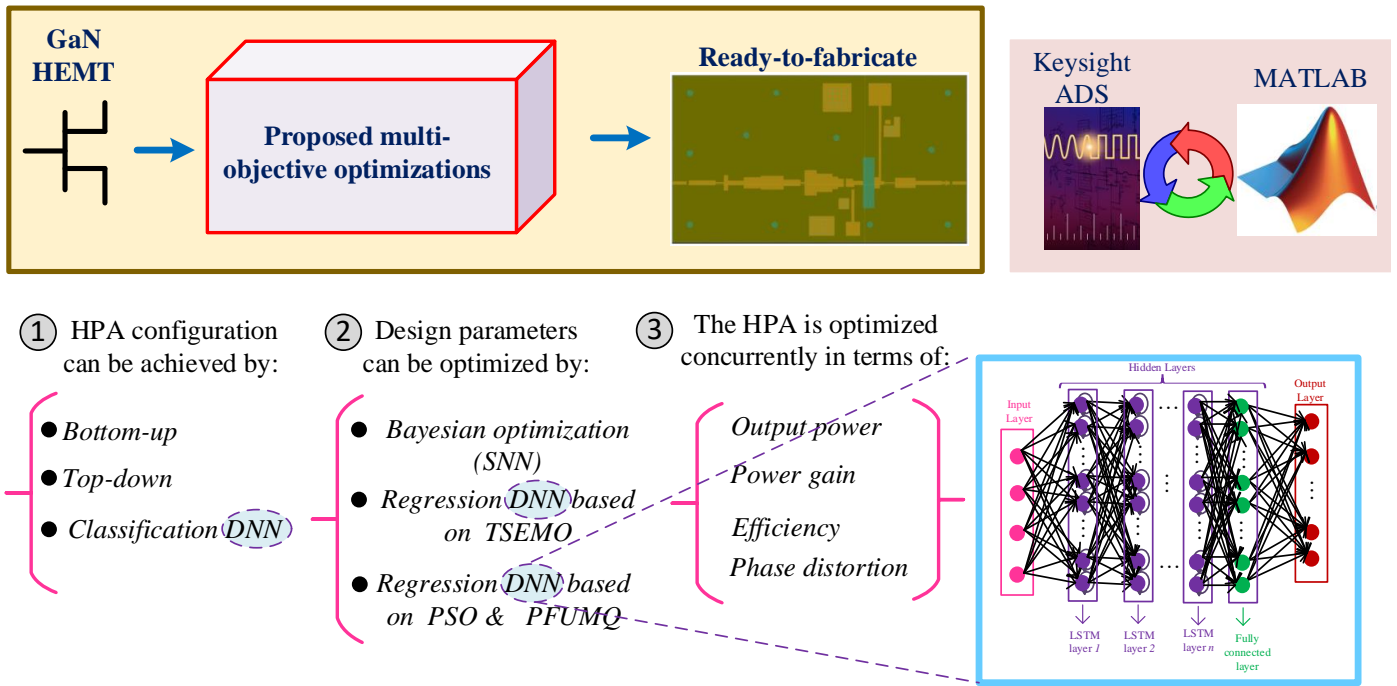 GaN
HEMT
Proposed multi-
objective optimizations
Ready-to-fabricate
Keysight
ADS
MATLAB
1 HPA configuration
can be achieved by:
Bottom-up
Top-down
Classification DNN
2 Design parameters
can be optimized by:
Bayesian optimization
(SNN)
Regression DNN based
on TSEMO
Regression DNN based
on PSO & PFUMQ
3 The HPA is optimized
concurrently in terms of:
Output power
Power gain
Efficiency
Phase distortion
Hidden Layers
Input
Layer
Output
Layer
LSTM
layer 1
LSTM
layer 2
LSTM
layer n
Fully
connected
layer